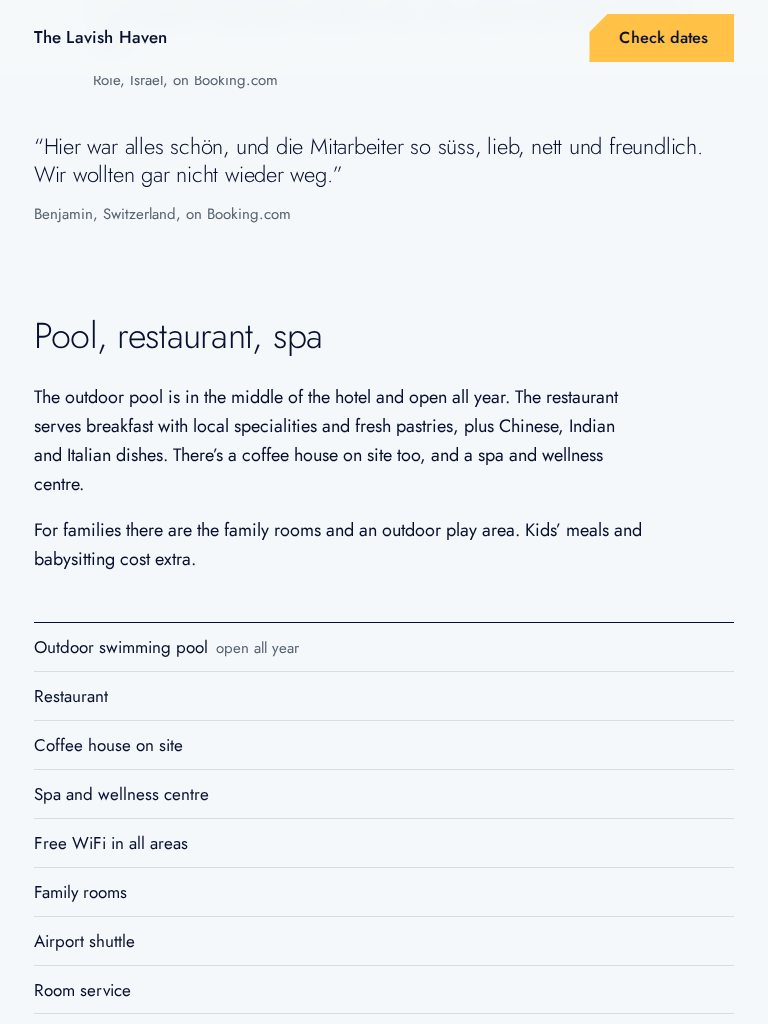 The Lavish Haven
Check dates
Roie, Israel, on Booking.com
“Hier war alles schön, und die Mitarbeiter so süss, lieb, nett und freundlich.
Wir wollten gar nicht wieder weg.”
Benjamin, Switzerland, on Booking.com
Pool, restaurant, spa
The outdoor pool is in the middle of the hotel and open all year. The restaurant
serves breakfast with local specialities and fresh pastries, plus Chinese, Indian
and Italian dishes. There’s a coffee house on site too, and a spa and wellness
centre.
For families there are the family rooms and an outdoor play area. Kids’ meals and
babysitting cost extra.
Outdoor swimming pool open all year
Restaurant
Coffee house on site
Spa and wellness centre
Free WiFi in all areas
Family rooms
Airport shuttle
Room service